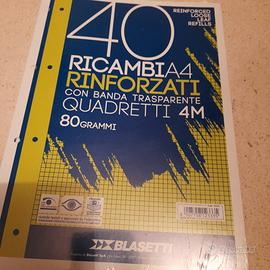 40
REINFORCED
LOOSE
LEAF
REFILLS
RICAMBI A4
RINFORZATI
CON BANDA TRASPARENTE
QUADRETTI 4M
80 GRAMMI
BLASETTI